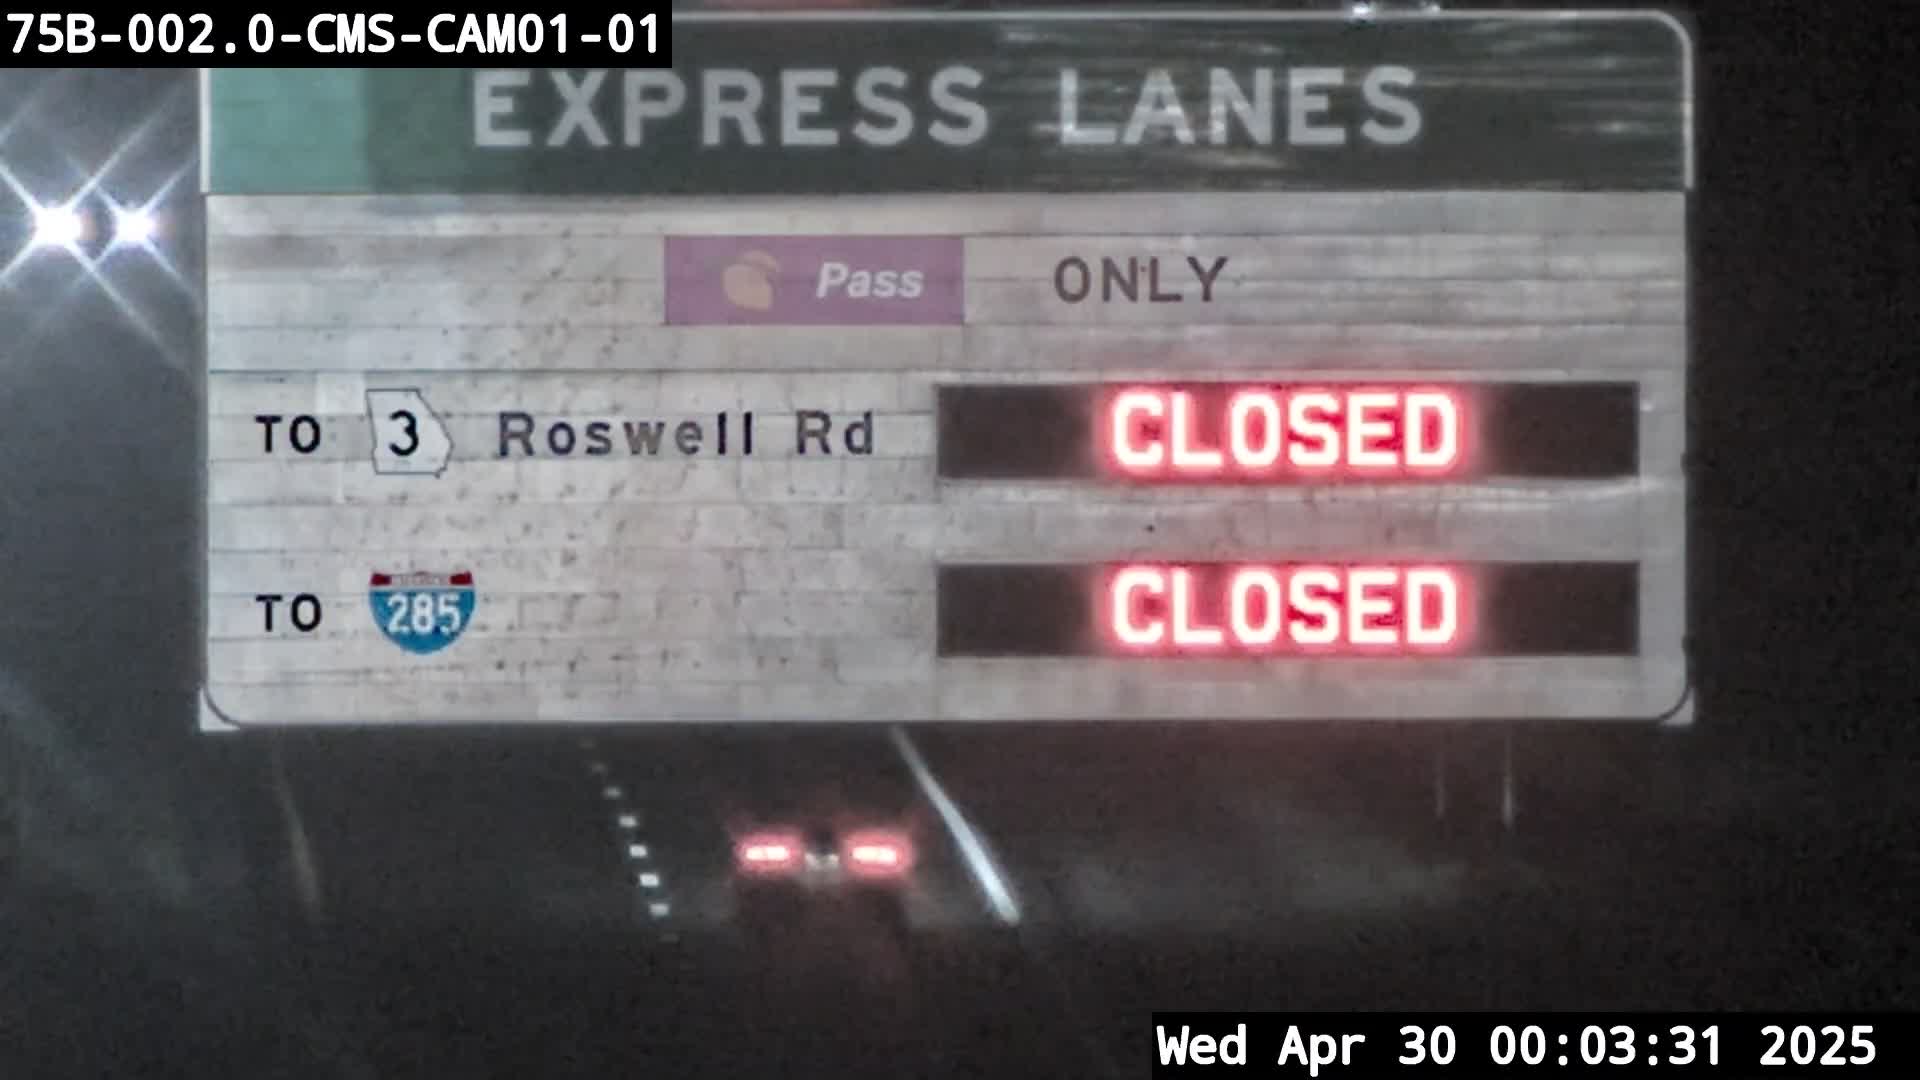 75B-002.0-CMS-CAM01-01
EXPRESS LANES
Pass ONLY
TO 3 Roswell Rd CLOSED
TO 285 CLOSED
Wed Apr 30 00:03:31 2025